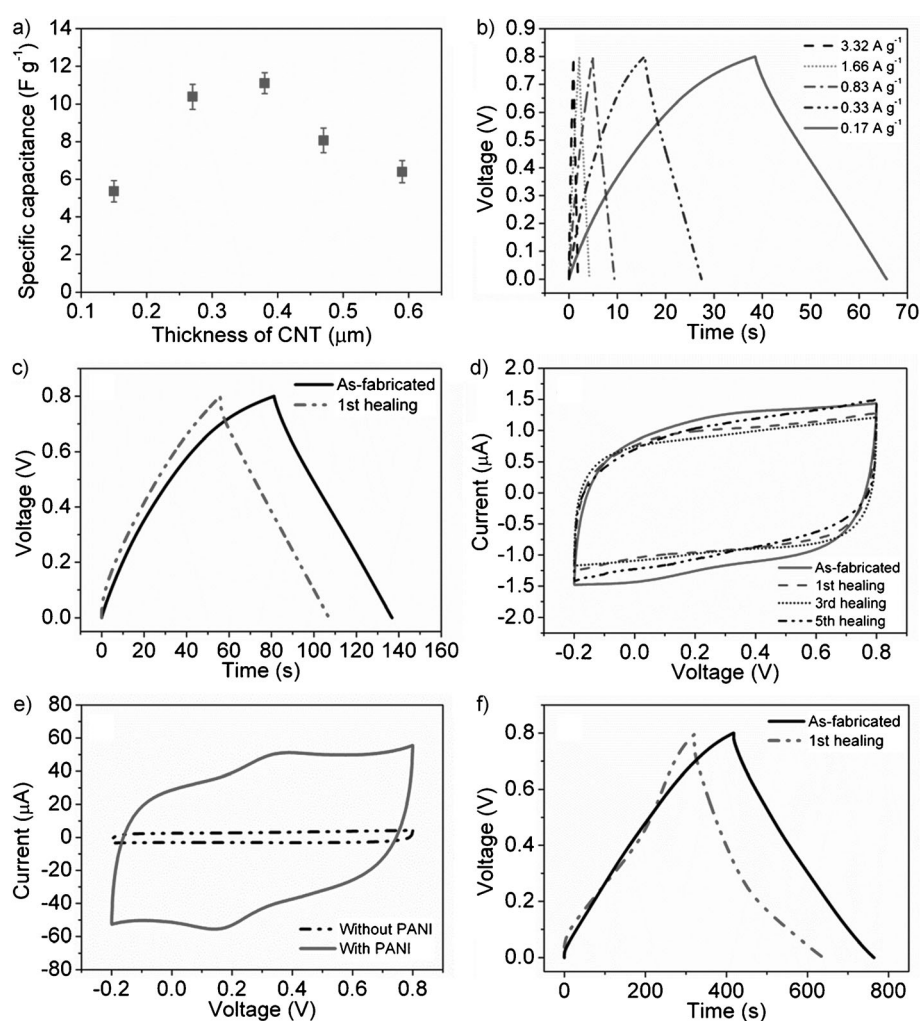 a)
14
12
10
8
6
4
2
0
0.1 0.2 0.3 0.4 0.5 0.6
Specific capacitance (F g⁻¹)
Thickness of CNT (μm)
b)
0.9
0.8
0.7
0.6
0.5
0.4
0.3
0.2
0.1
0.0
0 10 20 30 40 50 60 70
Voltage (V)
Time (s)
3.32 A g⁻¹
1.66 A g⁻¹
0.83 A g⁻¹
0.33 A g⁻¹
0.17 A g⁻¹
c)
0.8
0.6
0.4
0.2
0.0
0 20 40 60 80 100 120 140 160
Voltage (V)
Time (s)
As-fabricated
1st healing
d)
2.0
1.5
1.0
0.5
0.0
-0.5
-1.0
-1.5
-2.0
-0.2 0.0 0.2 0.4 0.6 0.8
Current (μA)
Voltage (V)
As-fabricated
1st healing
3rd healing
5th healing
e)
80
60
40
20
0
-20
-40
-60
-80
-0.2 0.0 0.2 0.4 0.6 0.8
Current (μA)
Voltage (V)
Without PANI
With PANI
f)
0.8
0.6
0.4
0.2
0.0
0 200 400 600 800
Voltage (V)
Time (s)
As-fabricated
1st healing